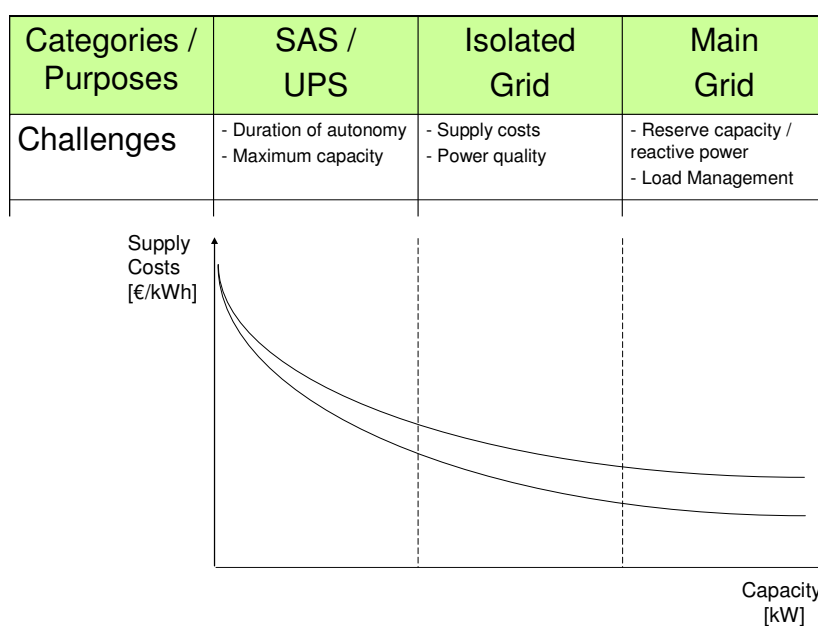 Categories /
Purposes
SAS /
UPS
Isolated
Grid
Main
Grid
Challenges
- Duration of autonomy
- Maximum capacity
- Supply costs
- Power quality
- Reserve capacity /
reactive power
- Load Management
Supply
Costs
[€/kWh]
Capacity
[kW]